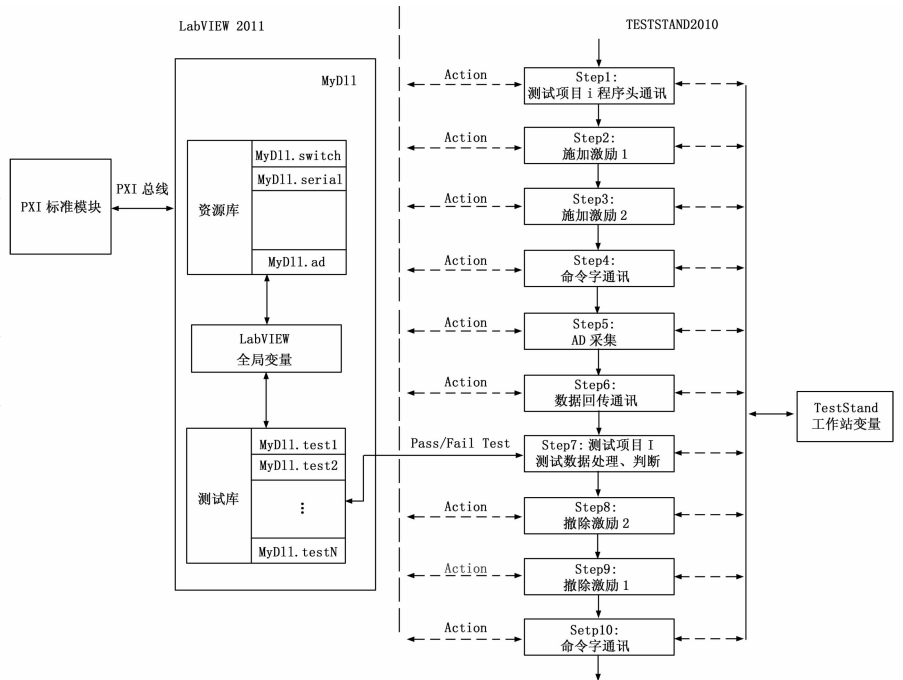 LabVIEW 2011
TESTSTAND2010
MyDll
PXI 标准模块
PXI 总线
资源库
MyDll.switch
MyDll.serial
MyDll.ad
LabVIEW
全局变量
测试库
MyDll.test1
MyDll.test2
⋮
MyDll.testN
Action
Step1:
测试项目 i 程序头通讯
Action
Step2:
施加激励 1
Action
Step3:
施加激励 2
Action
Step4:
命令字通讯
Action
Step5:
AD 采集
Action
Step6:
数据回传通讯
Pass/Fail Test
Step7: 测试项目 I
测试数据处理、判断
Action
Step8:
撤除激励 2
Action
Step9:
撤除激励 1
Action
Setp10:
命令字通讯
TestStand
工作站变量